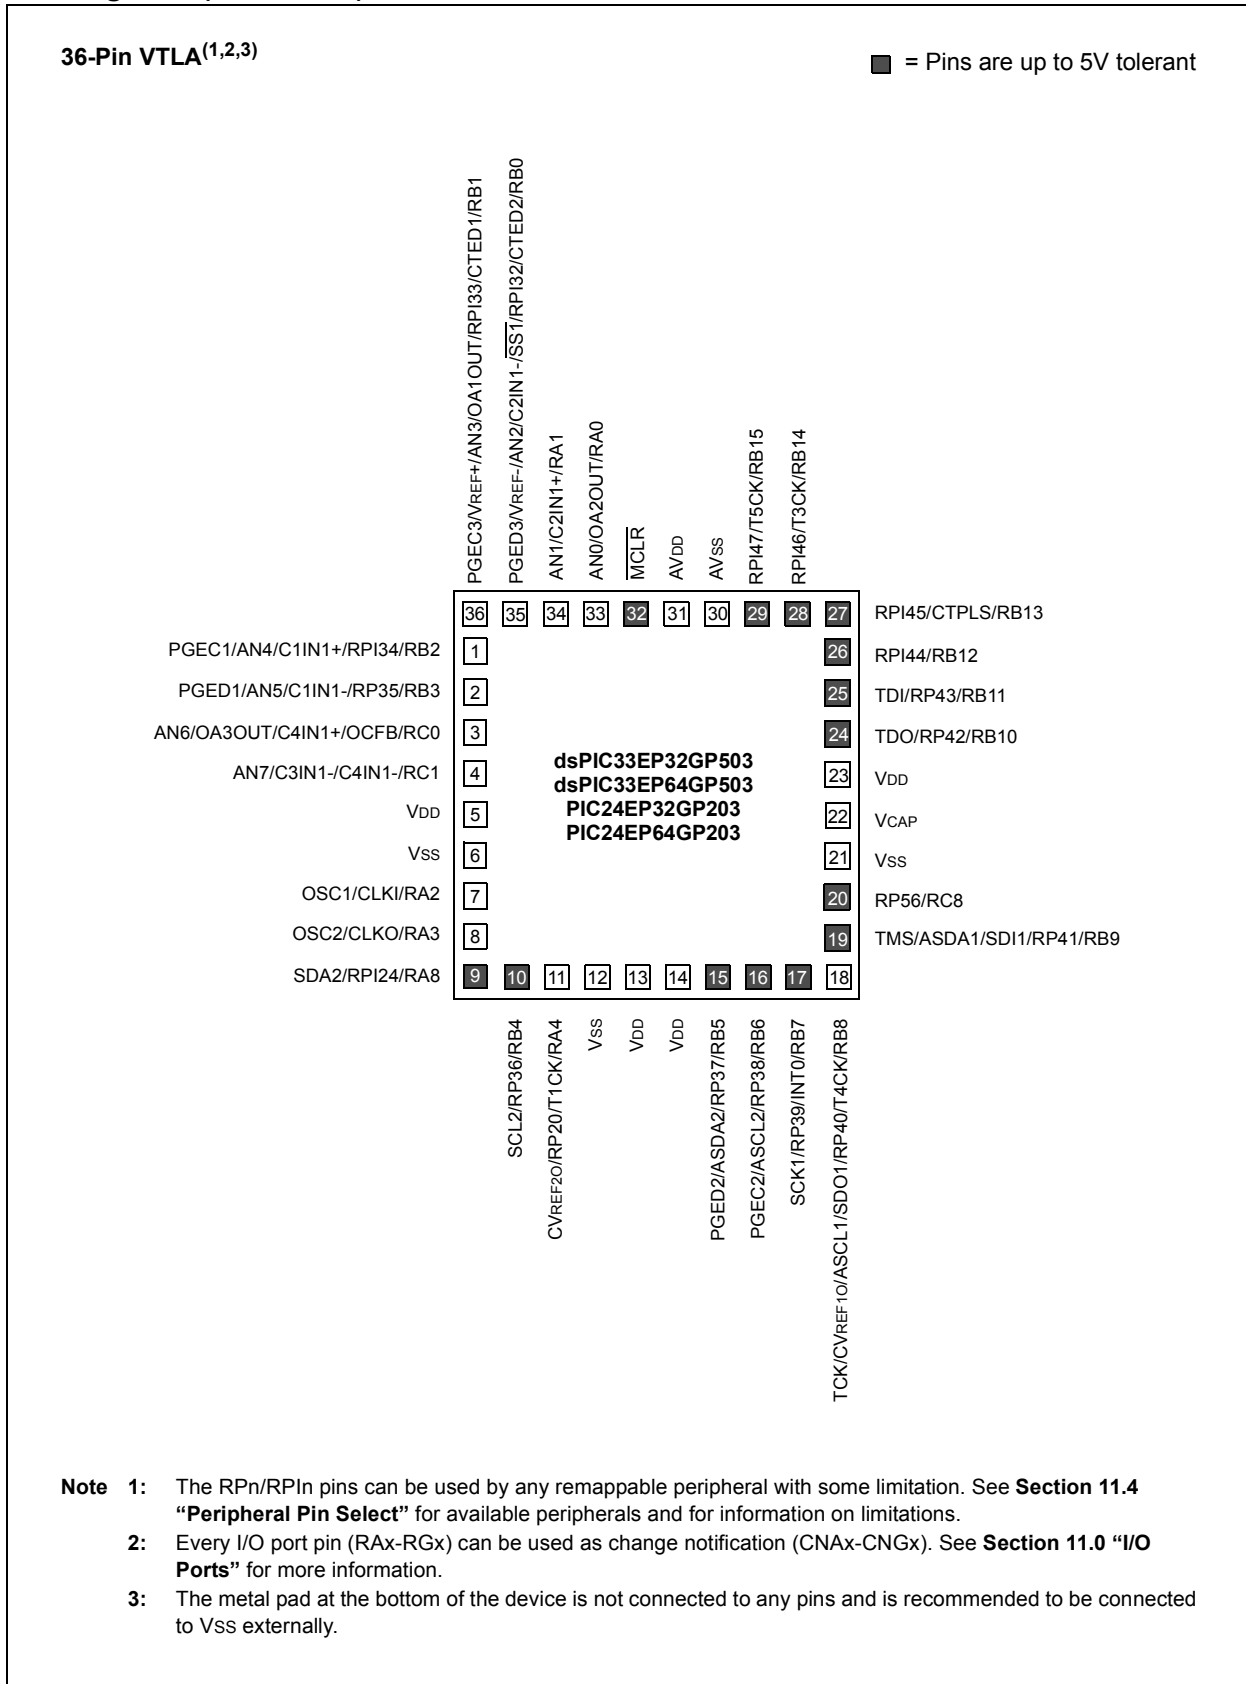 36-Pin VTLA(1,2,3)
= Pins are up to 5V tolerant
PGEC3/VREF+/AN3/OA1OUT/RPI33/CTED1/RB1
PGED3/VREF-/AN2/C2IN1-/SS1/RPI32/CTED2/RB0
AN1/C2IN1+/RA1
AN0/OA2OUT/RA0
MCLR
AVDD
AVSS
RPI47/T5CK/RB15
RPI46/T3CK/RB14
36 35 34 33 32 31 30 29 28 27 RPI45/CTPLS/RB13
PGEC1/AN4/C1IN1+/RPI34/RB2 1 26 RPI44/RB12
PGED1/AN5/C1IN1-/RP35/RB3 2 25 TDI/RP43/RB11
AN6/OA3OUT/C4IN1+/OCFB/RC0 3 24 TDO/RP42/RB10
AN7/C3IN1-/C4IN1-/RC1 4 23 VDD
dsPIC33EP32GP503
dsPIC33EP64GP503
PIC24EP32GP203
PIC24EP64GP203
VDD 5 22 VCAP
VSS 6 21 VSS
OSC1/CLKI/RA2 7 20 RP56/RC8
OSC2/CLKO/RA3 8 19 TMS/ASDA1/SDI1/RP41/RB9
SDA2/RPI24/RA8 9 10 11 12 13 14 15 16 17 18
SCL2/RP36/RB4
CVREF2O/RP20/T1CK/RA4
VSS
VDD
VDD
PGED2/ASDA2/RP37/RB5
PGEC2/ASCL2/RP38/RB6
SCK1/RP39/INT0/RB7
TCK/CVREF1O/ASCL1/SDO1/RP40/T4CK/RB8
Note 1: The RPn/RPIn pins can be used by any remappable peripheral with some limitation. See Section 11.4
"Peripheral Pin Select" for available peripherals and for information on limitations.
2: Every I/O port pin (RAx-RGx) can be used as change notification (CNAx-CNGx). See Section 11.0 "I/O
Ports" for more information.
3: The metal pad at the bottom of the device is not connected to any pins and is recommended to be connected
to VSS externally.